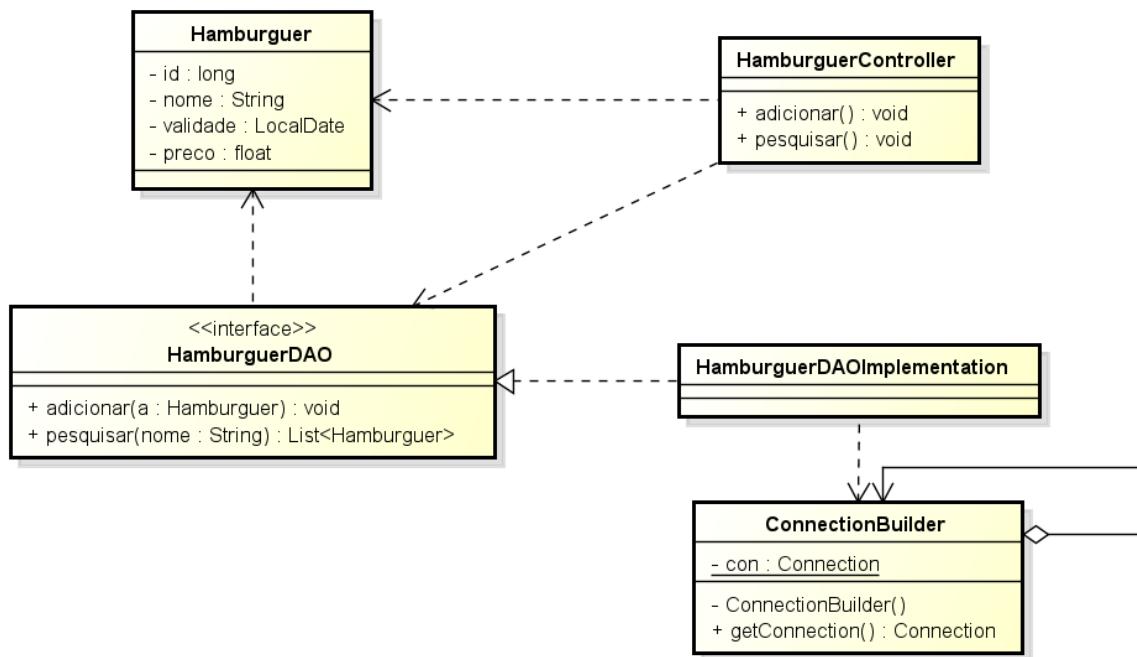 Hamburguer
- id : long
- nome : String
- validade : LocalDate
- preco : float
HamburguerController
+ adicionar() : void
+ pesquisar() : void
<<interface>>
HamburguerDAO
+ adicionar(a : Hamburguer) : void
+ pesquisar(nome : String) : List<Hamburguer>
HamburguerDAOImplementation
ConnectionBuilder
- con : Connection
- ConnectionBuilder()
+ getConnection() : Connection